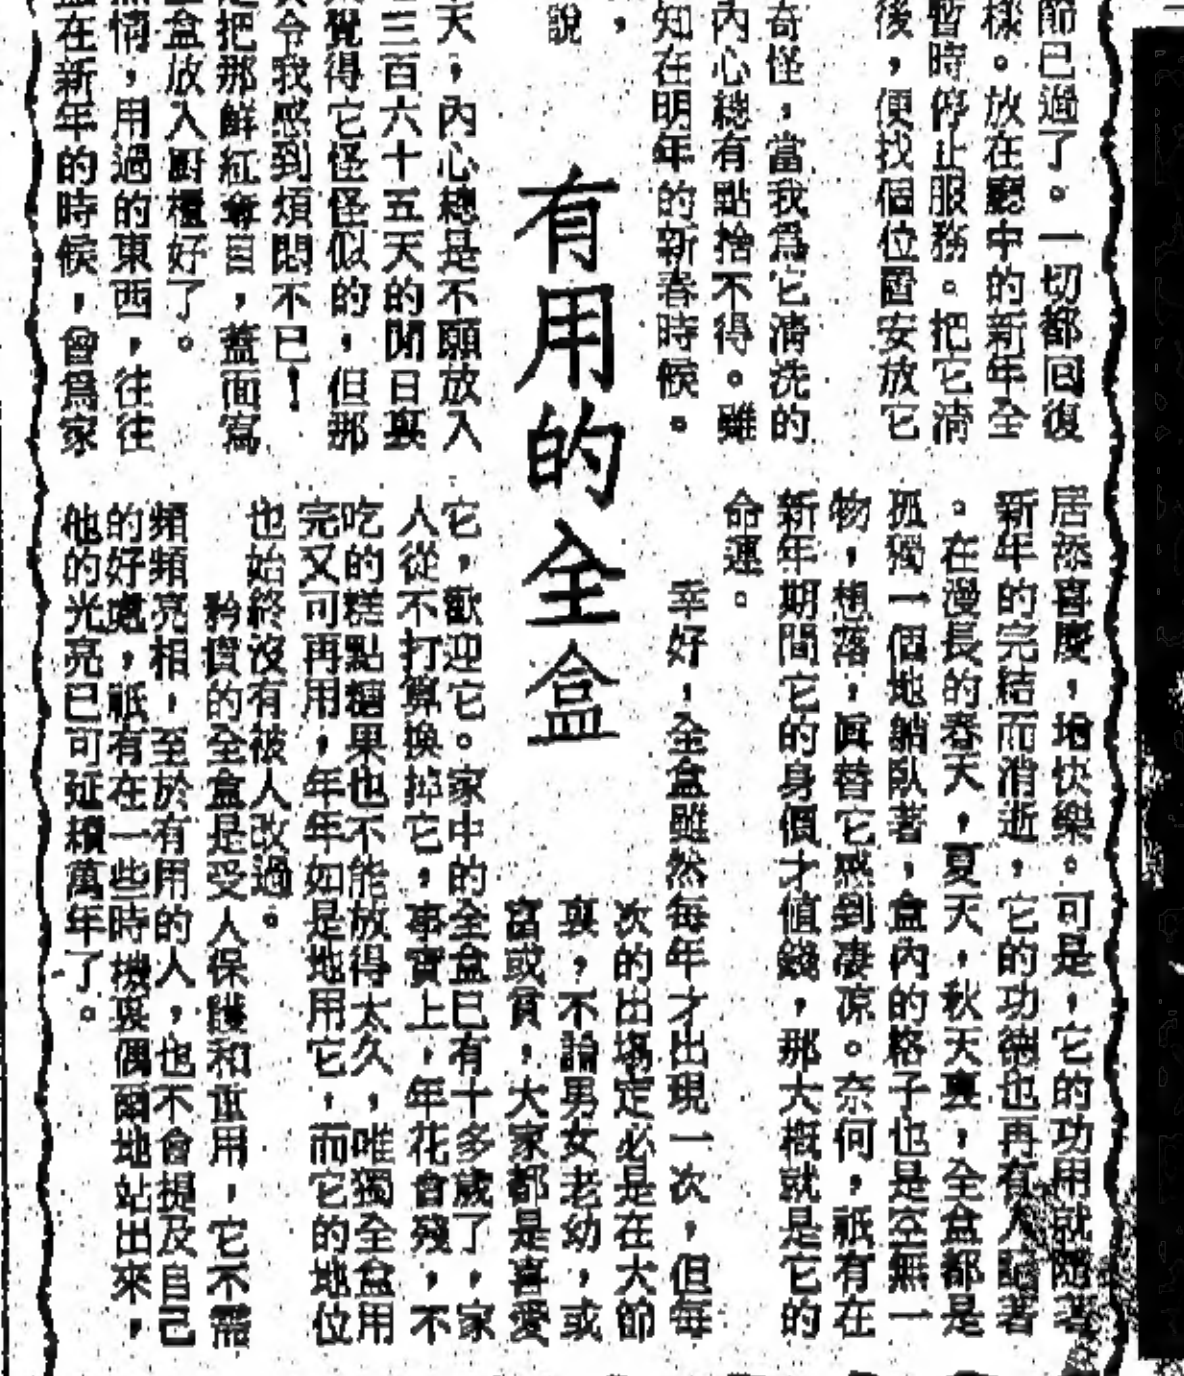 有用的全盒
節已過了。一切都回復
樣。放在廳中的新年全
暫時停止服務。把它清
後，便找個位置安放它
奇怪，當我爲它清洗的
內心總有點捨不得。雖
知在明年的新春時候。
，
說
天，內心總是不願放入
三百六十五天的閒日裏
覺得它怪怪似的，但那
令我感到煩悶不已！
把那鮮紅奪目，蓋面寫
盒放入厨櫃好了。
情，用過的東西，往往
在新年的時候，曾爲家
居然喜慶，增快樂。可是，它的功用就隨著
新年的完結而消逝，它的功德也再有人記著
。在漫長的春天，夏天，秋天裏，全盒都是
孤獨一個地躺臥著，盒內的格子也是空無一
物，想落，眞替它感到凄凉。奈何，祇有在
新年期間它的身價才值錢，那大概就是它的
命運。
幸好，全盒雖然每年才出現一次，但每
次的出場定必是在大節
裏，不論男女老幼，或
富或貧，大家都是喜愛
它，歡迎它。家中的全盒已有十多歲了，家
人從不打算換掉它，事實上，年花會殘，不
吃的糕點糖果也不能放得太久，唯獨全盒用
完又可再用，年年如是地用它，而它的地位
也始終沒有被人改過。
矜貴的全盒是受人保護和重用，它不需
頻頻亮相，至於有用的人，也不會提及自己
的好處，祇有在一些時機裏偶爾地站出來，
他的光亮已可延續萬年了。